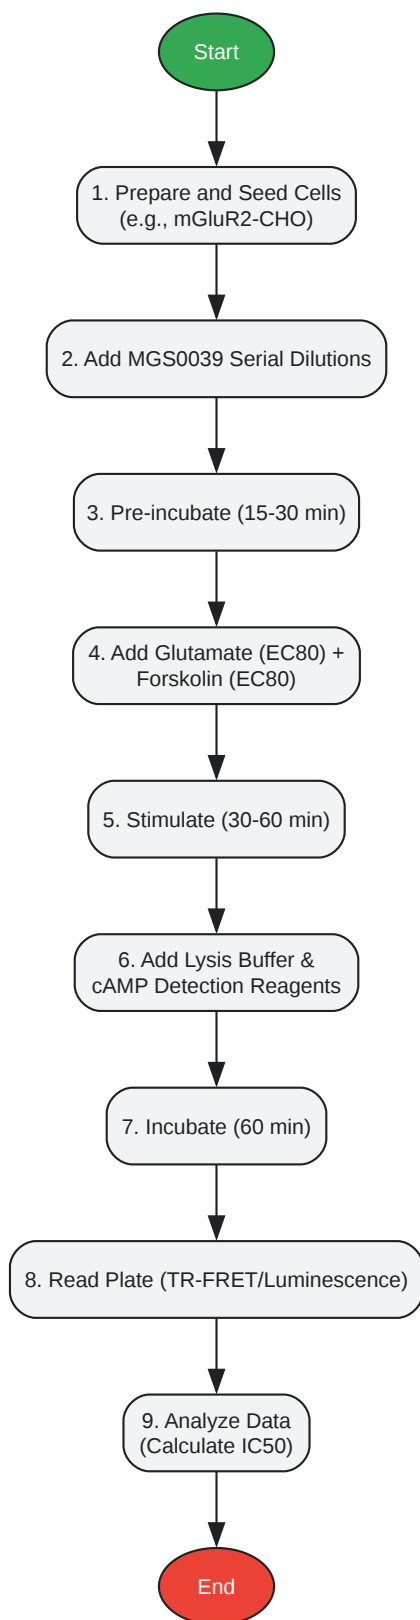 Start
1. Prepare and Seed Cells
(e.g., mGluR2-CHO)
2. Add MGS0039 Serial Dilutions
3. Pre-incubate (15-30 min)
4. Add Glutamate (EC80) +
Forskolin (EC80)
5. Stimulate (30-60 min)
6. Add Lysis Buffer &
cAMP Detection Reagents
7. Incubate (60 min)
8. Read Plate (TR-FRET/Luminescence)
9. Analyze Data
(Calculate IC50)
End